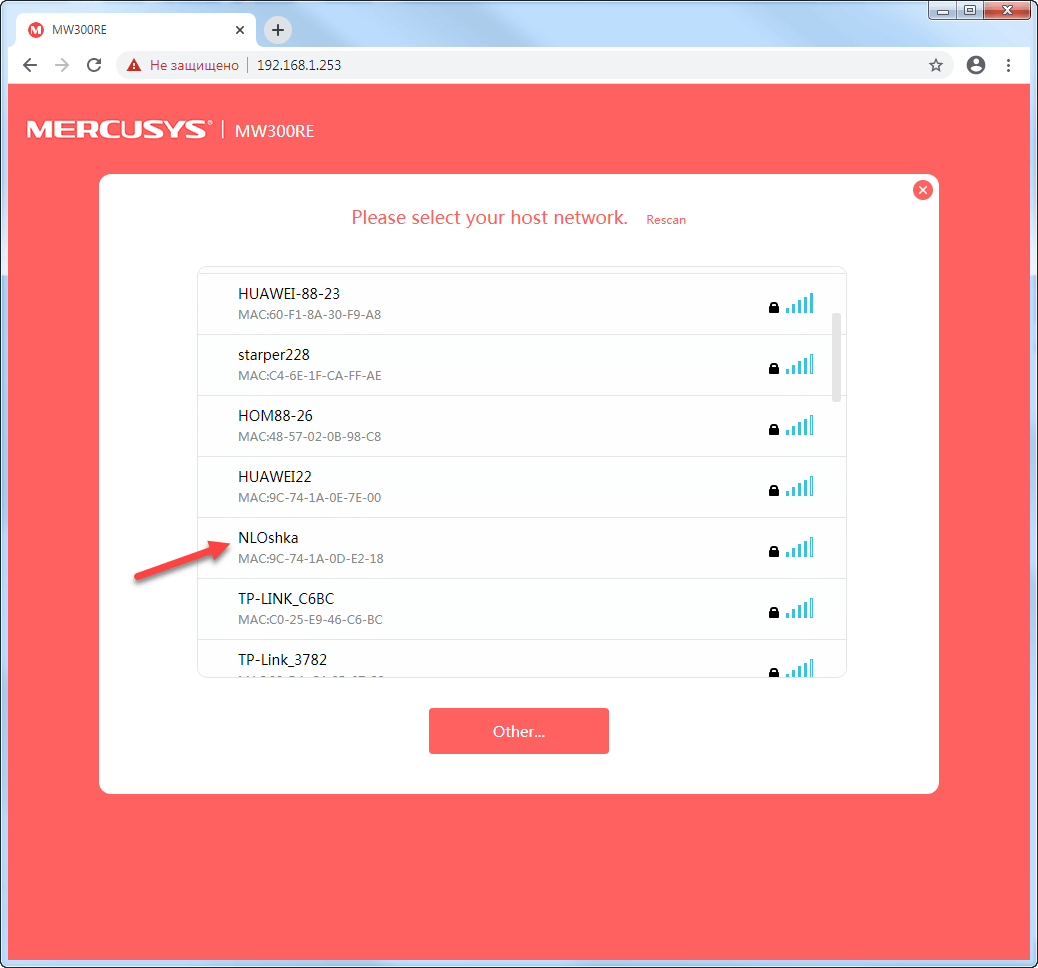 MW300RE
Не защищено
192.168.1.253
MERCUSYS® | MW300RE
Please select your host network. Rescan
HUAWEI-88-23
MAC:60-F1-8A-30-F9-A8
starper228
MAC:C4-6E-1F-CA-FF-AE
HOM88-26
MAC:48-57-02-0B-98-C8
HUAWEI22
MAC:9C-74-1A-0E-7E-00
NLOshka
MAC:9C-74-1A-0D-E2-18
TP-LINK_C6BC
MAC:C0-25-E9-46-C6-BC
TP-Link_3782
Other...